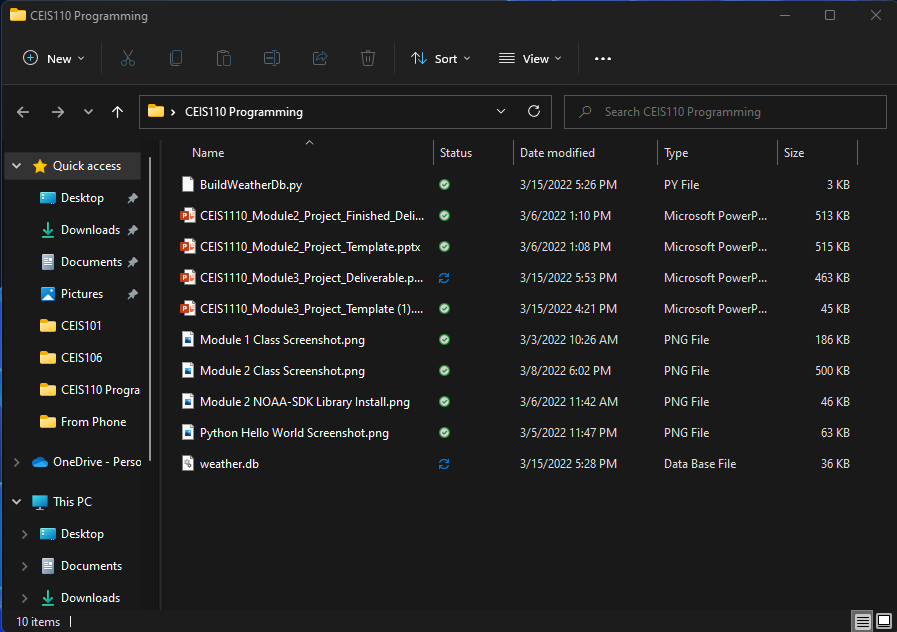 CEIS110 Programming
New Sort View
CEIS110 Programming Search CEIS110 Programming
Name Status Date modified Type Size
Quick access
Desktop
Downloads
Documents
Pictures
CEIS101
CEIS106
CEIS110 Progra
From Phone
OneDrive - Perso
This PC
Desktop
Documents
Downloads
BuildWeatherDb.py 3/15/2022 5:26 PM PY File 3 KB
CEIS1110_Module2_Project_Finished_Deli... 3/6/2022 1:10 PM Microsoft PowerP... 513 KB
CEIS1110_Module2_Project_Template.pptx 3/6/2022 1:08 PM Microsoft PowerP... 515 KB
CEIS1110_Module3_Project_Deliverable.p... 3/15/2022 5:53 PM Microsoft PowerP... 463 KB
CEIS1110_Module3_Project_Template (1).... 3/15/2022 4:21 PM Microsoft PowerP... 45 KB
Module 1 Class Screenshot.png 3/3/2022 10:26 AM PNG File 186 KB
Module 2 Class Screenshot.png 3/8/2022 6:02 PM PNG File 500 KB
Module 2 NOAA-SDK Library Install.png 3/6/2022 11:42 AM PNG File 46 KB
Python Hello World Screenshot.png 3/5/2022 11:47 PM PNG File 63 KB
weather.db 3/15/2022 5:28 PM Data Base File 36 KB
10 items